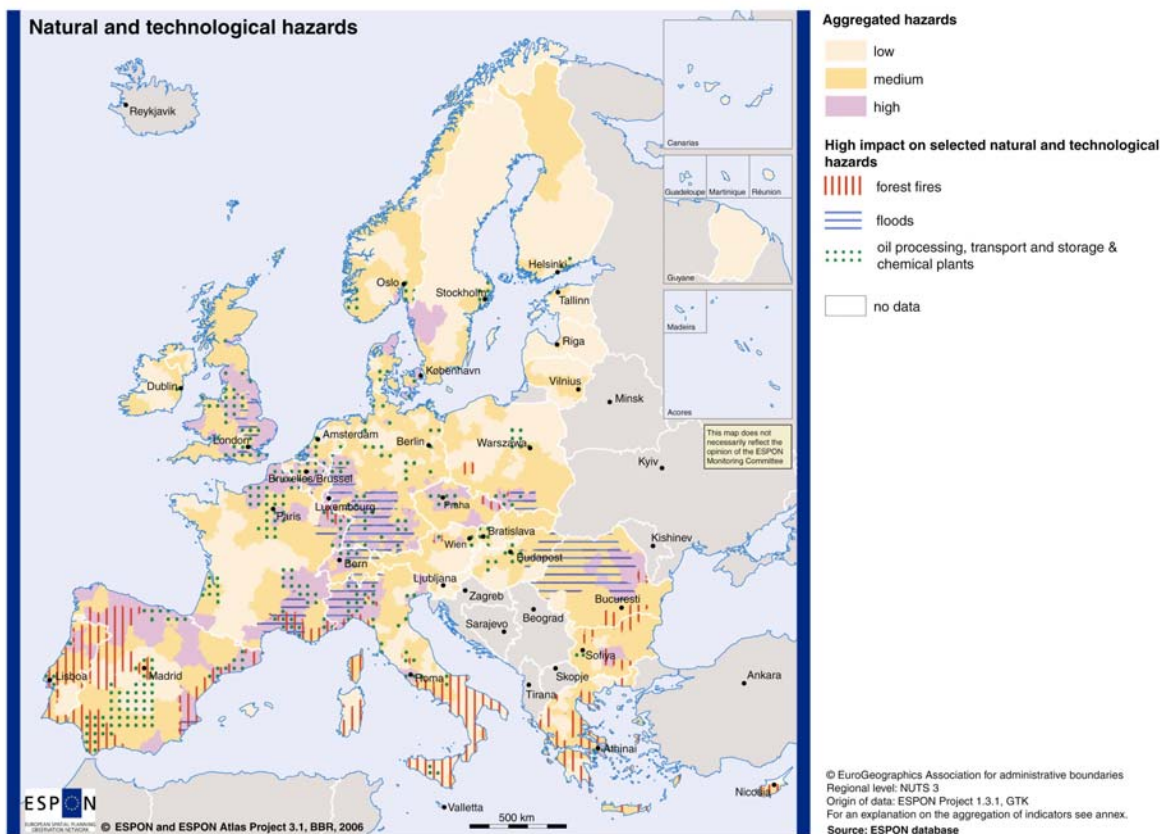 Natural and technological hazards
Reykjavik
Oslo
Helsinki
Stockholm
Tallinn
Riga
København
Vilnius
Dublin
Minsk
London
Amsterdam
Berlin
Warszawa
Kyiv
Bruxelles/Brüssel
Luxembourg
Praha
Paris
Wien
Bratislava
Kishinev
Bern
Budapest
Ljubljana
Zagreb
Bucuresti
Beograd
Sarajevo
Sofiya
Lisboa
Madrid
Roma
Skopje
Tirana
Ankara
Athinai
Nicosia
Valletta
Canarias
Guadeloupe
Martinique
Réunion
Guyane
Madeira
Acores
This map does not
necessarily reflect the
opinion of the ESPON
Monitoring Committee
ESPON
EUROPEAN SPATIAL PLANNING
OBSERVATION NETWORK
© ESPON and ESPON Atlas Project 3.1, BBR, 2006
500 km
Aggregated hazards
low
medium
high
High impact on selected natural and technological
hazards
forest fires
floods
oil processing, transport and storage &
chemical plants
no data
© EuroGeographics Association for administrative boundaries
Regional level: NUTS 3
Origin of data: ESPON Project 1.3.1, GTK
For an explanation on the aggregation of indicators see annex.
Source: ESPON database